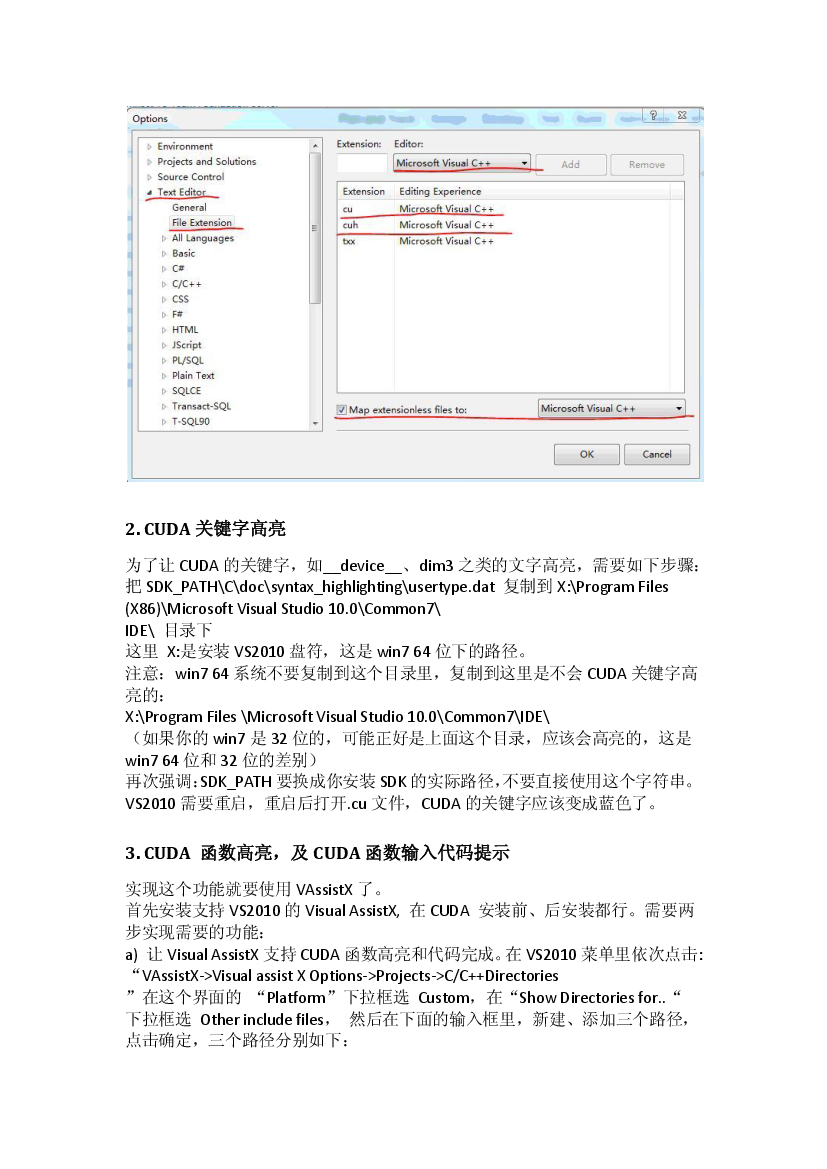 Options
Environment
Projects and Solutions
Source Control
Text Editor
General
File Extension
All Languages
Basic
C#
C/C++
CSS
F#
HTML
JScript
PL/SQL
Plain Text
SQLCE
Transact-SQL
T-SQL90
Extension: Editor:
Microsoft Visual C++ Add Remove
Extension Editing Experience
cu Microsoft Visual C++
cuh Microsoft Visual C++
txx Microsoft Visual C++
Map extensionless files to: Microsoft Visual C++
OK Cancel
2. CUDA 关键字高亮
为了让 CUDA 的关键字，如__device__、dim3 之类的文字高亮，需要如下步骤：
把 SDK_PATH\C\doc\syntax_highlighting\usertype.dat 复制到 X:\Program Files
(X86)\Microsoft Visual Studio 10.0\Common7\
IDE\ 目录下
这里 X:是安装 VS2010 盘符，这是 win7 64 位下的路径。
注意：win7 64 系统不要复制到这个目录里，复制到这里是不会 CUDA 关键字高
亮的：
X:\Program Files \Microsoft Visual Studio 10.0\Common7\IDE\
（如果你的 win7 是 32 位的，可能正好是上面这个目录，应该会高亮的，这是
win7 64 位和 32 位的差别）
再次强调：SDK_PATH 要换成你安装 SDK 的实际路径，不要直接使用这个字符串。
VS2010 需要重启，重启后打开.cu 文件，CUDA 的关键字应该变成蓝色了。
3. CUDA 函数高亮，及 CUDA 函数输入代码提示
实现这个功能就要使用 VAssistX 了。
首先安装支持 VS2010 的 Visual AssistX, 在 CUDA 安装前、后安装都行。需要两
步实现需要的功能：
a) 让 Visual AssistX 支持 CUDA 函数高亮和代码完成。在 VS2010 菜单里依次点击:
“VAssistX->Visual assist X Options->Projects->C/C++Directories
”在这个界面的 “Platform”下拉框选 Custom，在“Show Directories for..“
下拉框选 Other include files， 然后在下面的输入框里，新建、添加三个路径，
点击确定，三个路径分别如下：